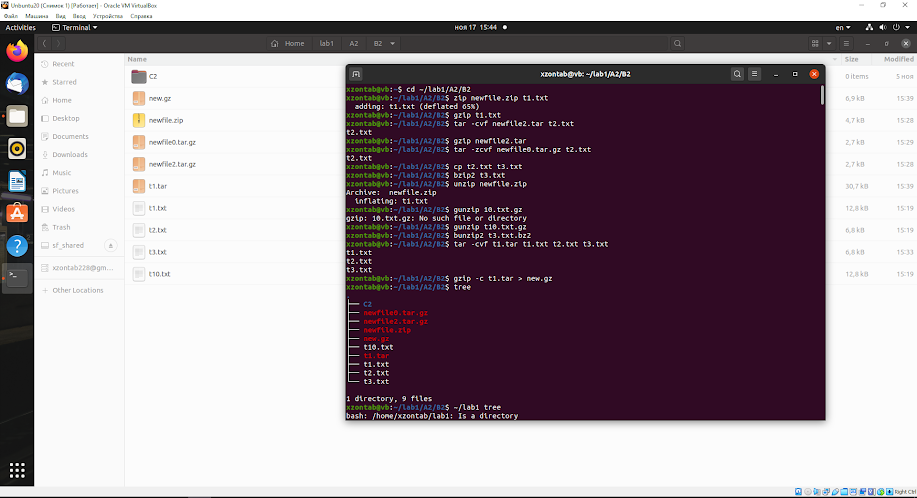 Unbuntu20 (Снимок 1) [Работает] - Oracle VM VirtualBox
Файл Машина Вид Ввод Устройства Справка
Activities Terminal ноя 17 15:44 en
Home lab1 A2 B2
Recent
Starred
Home
Desktop
Documents
Downloads
Music
Pictures
Videos
Trash
sf_shared
xzontab228@gm...
Other Locations
Name Size Modified
C2 0 items 5 ноя
new.gz 6,9 kB 15:39
newfile.zip 4,7 kB 15:28
newfile0.tar.gz 2,7 kB 15:29
newfile2.tar.gz 2,7 kB 15:28
t1.tar 30,7 kB 15:39
t1.txt 12,8 kB 15:19
t2.txt 6,8 kB 15:19
t3.txt 6,8 kB 15:33
t10.txt 12,8 kB 15:19
xzontab@vb: ~/lab1/A2/B2
xzontab@vb:~$ cd ~/lab1/A2/B2
xzontab@vb:~/lab1/A2/B2$ zip newfile.zip t1.txt
adding: t1.txt (deflated 65%)
xzontab@vb:~/lab1/A2/B2$ gzip t1.txt
xzontab@vb:~/lab1/A2/B2$ tar -cvf newfile2.tar t2.txt
t2.txt
xzontab@vb:~/lab1/A2/B2$ gzip newfile2.tar
xzontab@vb:~/lab1/A2/B2$ tar -zcvf newfile0.tar.gz t2.txt
t2.txt
xzontab@vb:~/lab1/A2/B2$ cp t2.txt t3.txt
xzontab@vb:~/lab1/A2/B2$ bzip2 t3.txt
xzontab@vb:~/lab1/A2/B2$ unzip newfile.zip
Archive: newfile.zip
inflating: t1.txt
xzontab@vb:~/lab1/A2/B2$ gunzip 10.txt.gz
gzip: 10.txt.gz: No such file or directory
xzontab@vb:~/lab1/A2/B2$ gunzip t10.txt.gz
xzontab@vb:~/lab1/A2/B2$ bunzip2 t3.txt.bz2
xzontab@vb:~/lab1/A2/B2$ tar -cvf t1.tar t1.txt t2.txt t3.txt
t1.txt
t2.txt
t3.txt
xzontab@vb:~/lab1/A2/B2$ gzip -c t1.tar > new.gz
xzontab@vb:~/lab1/A2/B2$ tree
.
├── C2
├── newfile0.tar.gz
├── newfile2.tar.gz
├── newfile.zip
├── new.gz
├── t10.txt
├── t1.tar
├── t1.txt
├── t2.txt
└── t3.txt
1 directory, 9 files
xzontab@vb:~/lab1/A2/B2$ ~/lab1 tree
bash: /home/xzontab/lab1: Is a directory
Right Ctrl